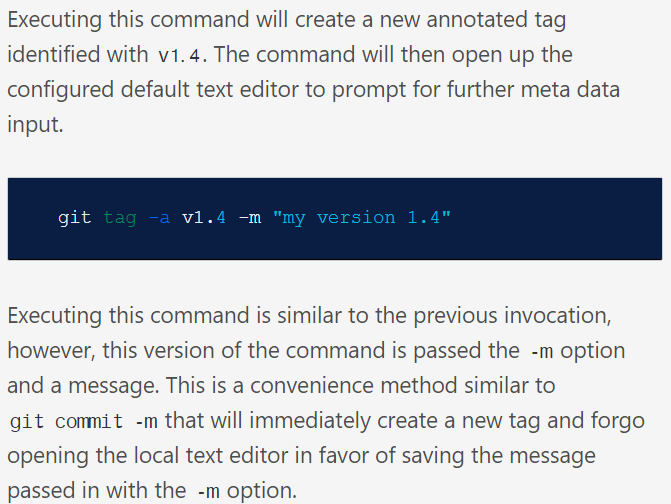 Executing this command will create a new annotated tag
identified with v1.4. The command will then open up the
configured default text editor to prompt for further meta data
input.
git tag -a v1.4 -m "my version 1.4"
Executing this command is similar to the previous invocation,
however, this version of the command is passed the -m option
and a message. This is a convenience method similar to
git commit -m that will immediately create a new tag and forgo
opening the local text editor in favor of saving the message
passed in with the -m option.